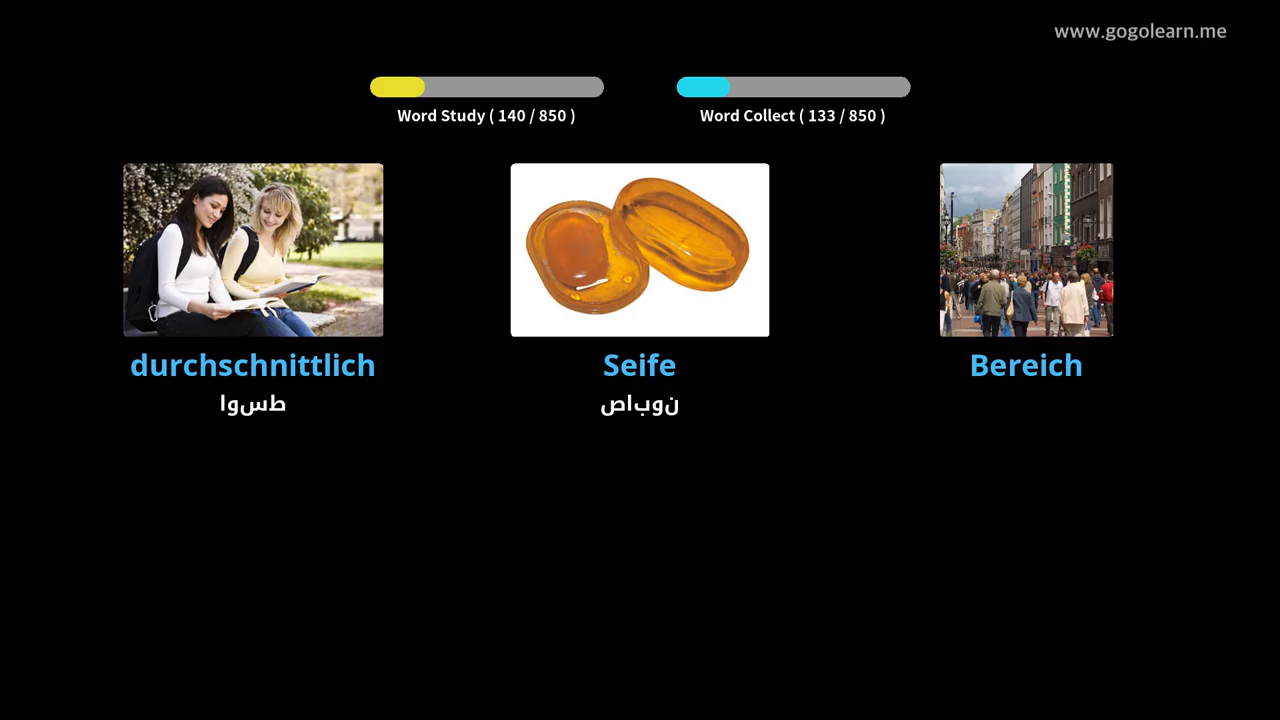 www.gogolearn.me
Word Study ( 140 / 850 )
Word Collect ( 133 / 850 )
durchschnittlich
طسوا
Seife
نوباص
Bereich